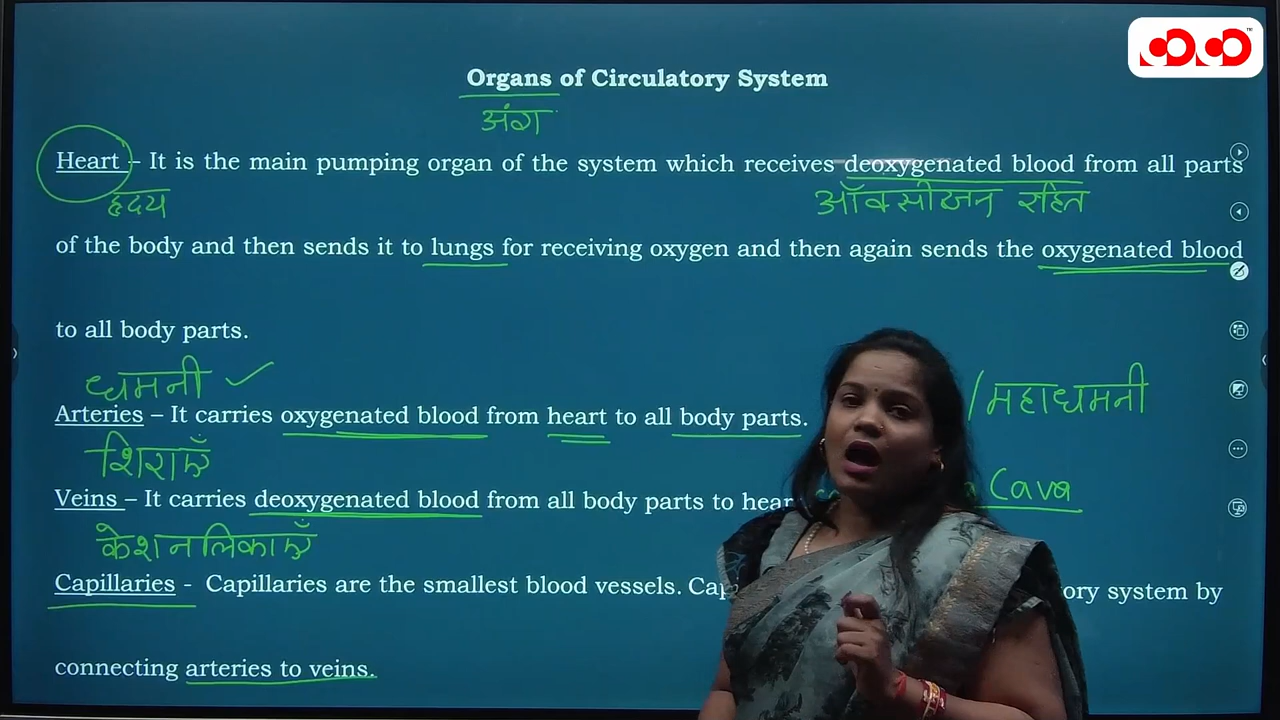 Organs of Circulatory System
अंग
Heart – It is the main pumping organ of the system which receives deoxygenated blood from all parts
हृदय ऑक्सीजन रहित
of the body and then sends it to lungs for receiving oxygen and then again sends the oxygenated blood
to all body parts.
धमनी ✓ /महाधमनी
Arteries – It carries oxygenated blood from heart to all body parts.
शिराएँ
Veins – It carries deoxygenated blood from all body parts to Cava
केशनलिकाएँ
Capillaries - Capillaries are the smallest blood vessels. system by
connecting arteries to veins.